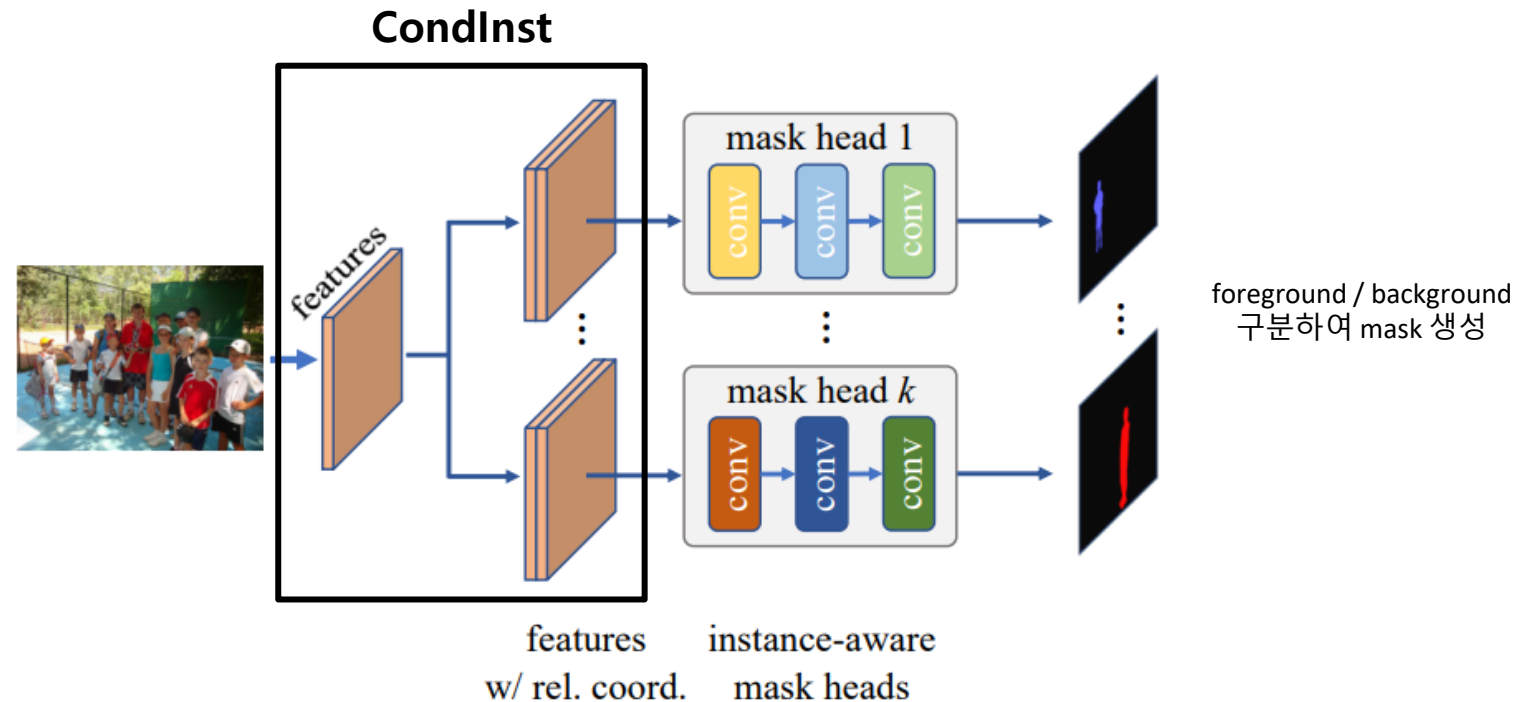 CondInst
features
mask head 1
conv
conv
conv
foreground / background
구분하여 mask 생성
mask head k
conv
conv
conv
features
w/ rel. coord.
instance-aware
mask heads